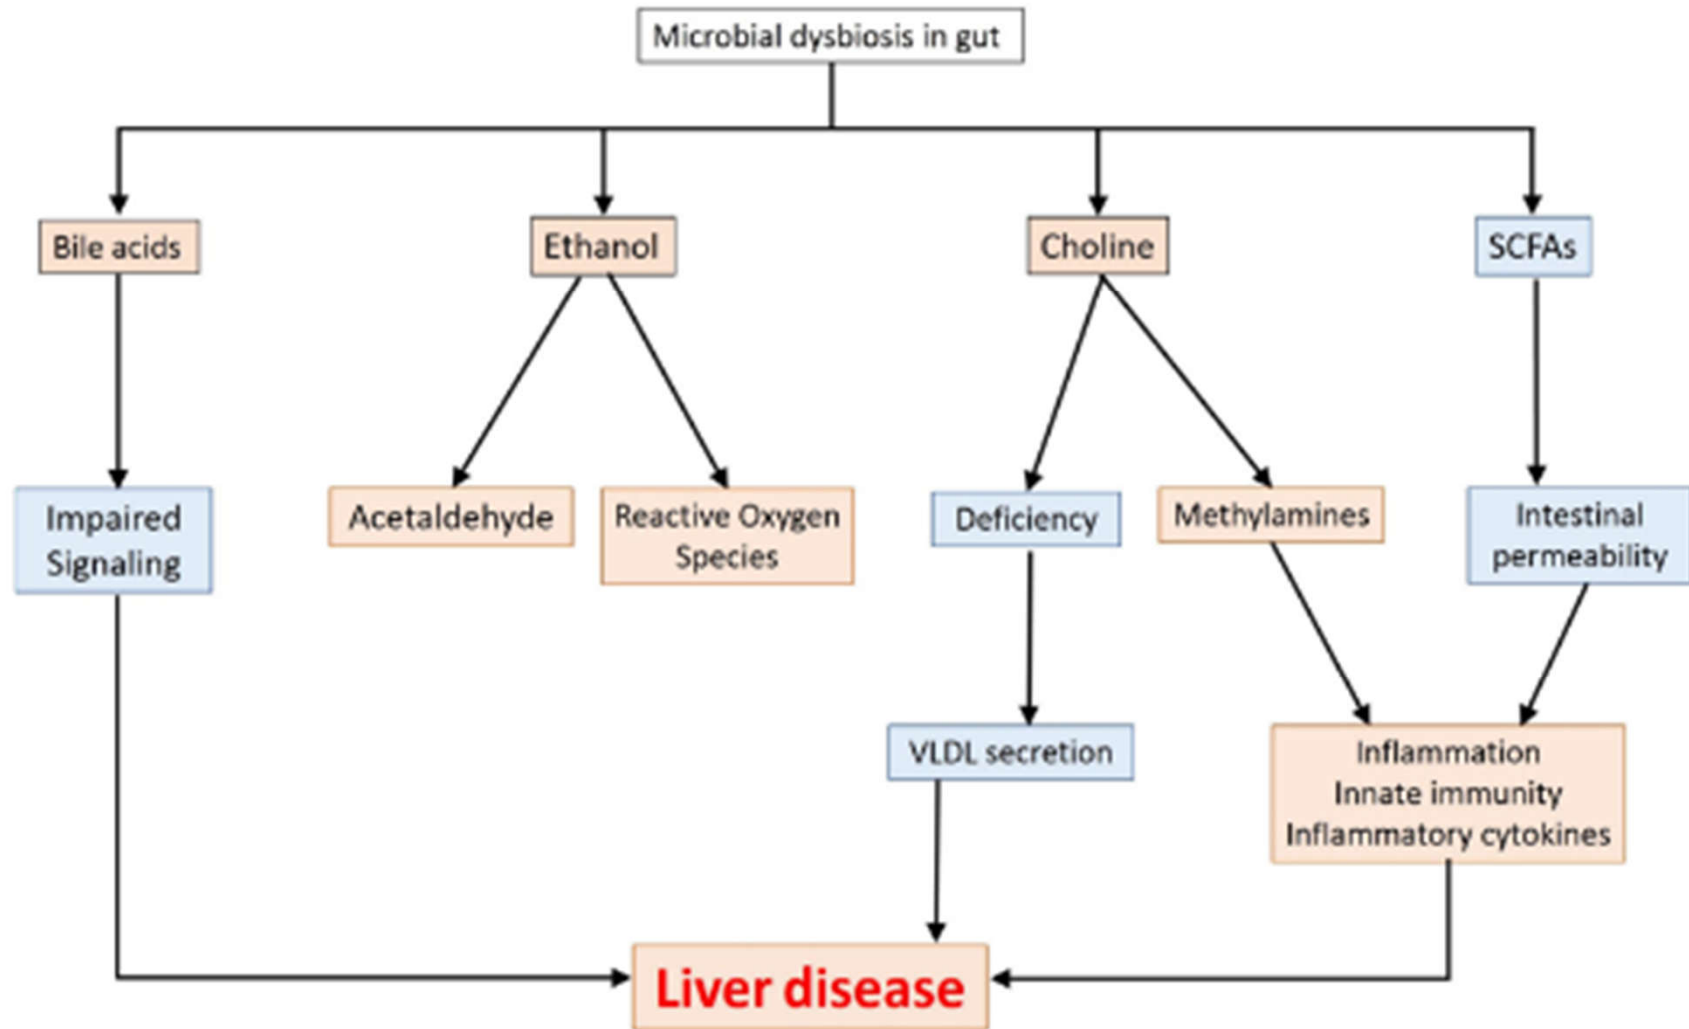 Microbial dysbiosis in gut
Bile acids
Ethanol
Choline
SCFAs
Impaired
Signaling
Acetaldehyde
Reactive Oxygen
Species
Deficiency
Methylamines
Intestinal
permeability
VLDL secretion
Inflammation
Innate immunity
Inflammatory cytokines
Liver disease